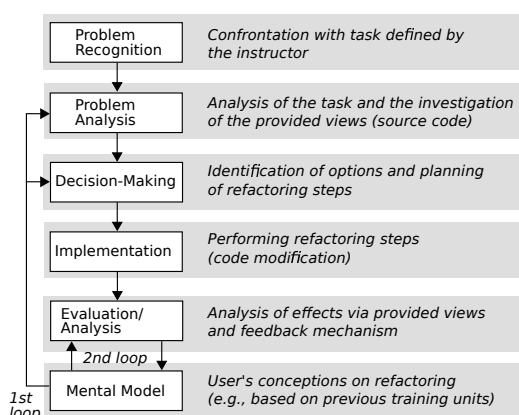 Problem
Recognition
Confrontation with task defined by
the instructor
Problem
Analysis
Analysis of the task and the investigation
of the provided views (source code)
Decision-Making
Identification of options and planning
of refactoring steps
Implementation
Performing refactoring steps
(code modification)
Evaluation/
Analysis
Analysis of effects via provided views
and feedback mechanism
2nd loop
1st
loop
Mental Model
User's conceptions on refactoring
(e.g., based on previous training units)